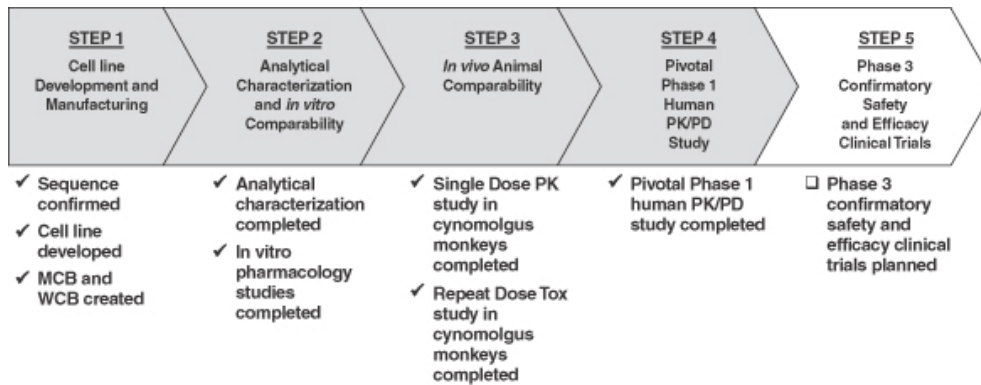 STEP 1
Cell line
Development and
Manufacturing
STEP 2
Analytical
Characterization
and in vitro
Comparability
STEP 3
In vivo Animal
Comparability
STEP 4
Pivotal
Phase 1
Human
PK/PD
Study
STEP 5
Phase 3
Confirmatory
Safety
and Efficacy
Clinical Trials
✓ Sequence
confirmed
✓ Cell line
developed
✓ MCB and
WCB created
✓ Analytical
characterization
completed
✓ In vitro
pharmacology
studies
completed
✓ Single Dose PK
study in
cynomolgus
monkeys
completed
✓ Repeat Dose Tox
study in
cynomolgus
monkeys
completed
✓ Pivotal Phase 1
human PK/PD
study completed
❑ Phase 3
confirmatory
safety and
efficacy clinical
trials planned